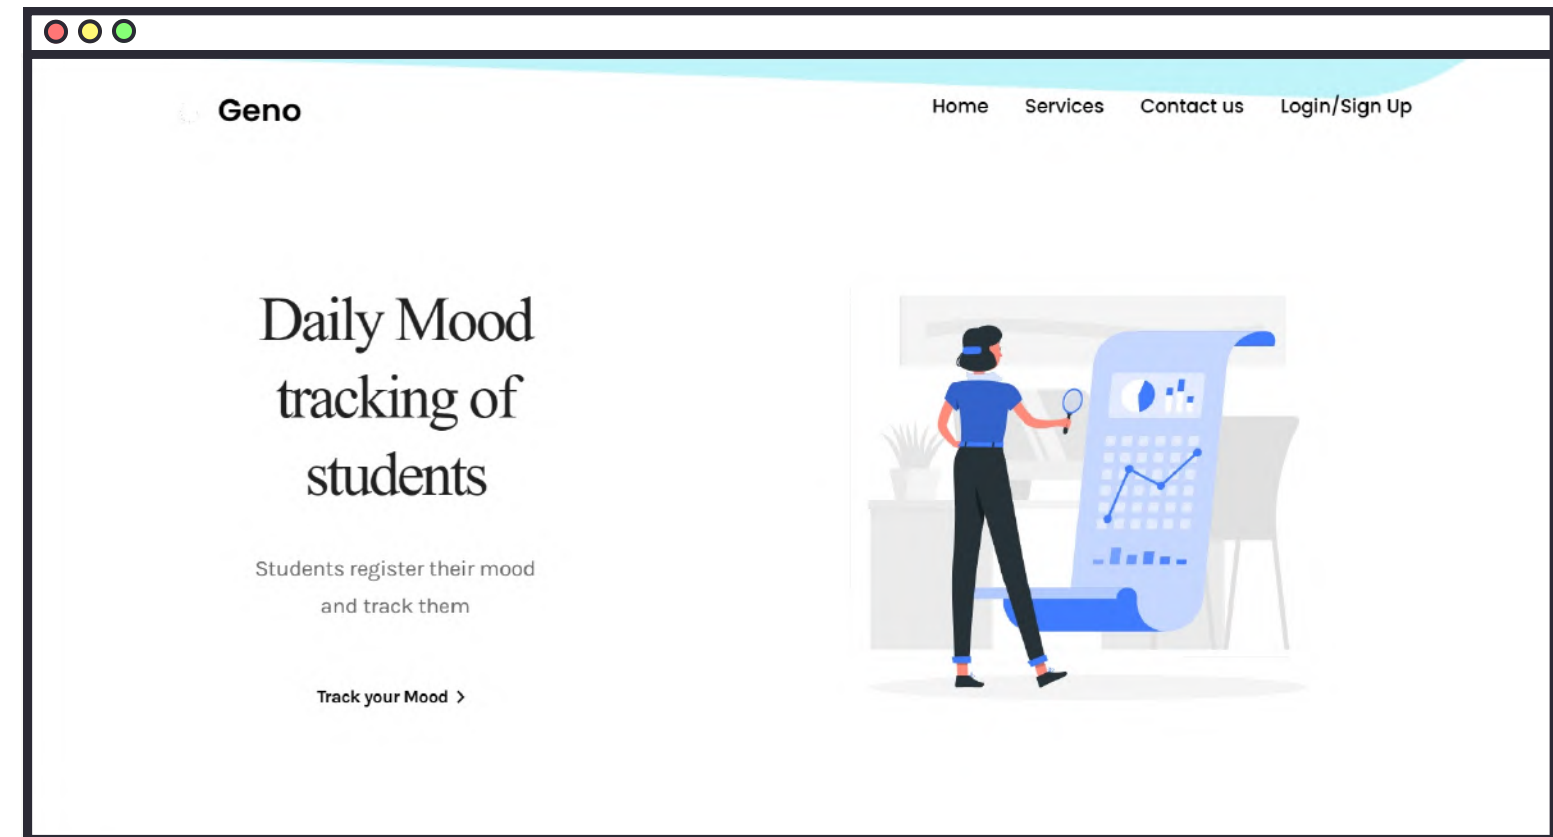 Geno
Home Services Contact us Login/Sign Up
Daily Mood
tracking of
students
Students register their mood
and track them
Track your Mood >